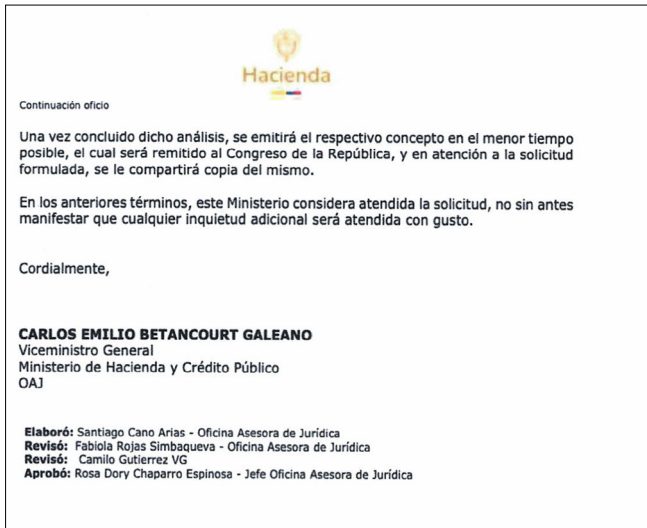 Hacienda
Continuación oficio
Una vez concluido dicho análisis, se emitirá el respectivo concepto en el menor tiempo
posible, el cual será remitido al Congreso de la República, y en atención a la solicitud
formulada, se le compartirá copia del mismo.
En los anteriores términos, este Ministerio considera atendida la solicitud, no sin antes
manifestar que cualquier inquietud adicional será atendida con gusto.
Cordialmente,
CARLOS EMILIO BETANCOURT GALEANO
Viceministro General
Ministerio de Hacienda y Crédito Público
OAJ
Elaboró: Santiago Cano Arias - Oficina Asesora de Jurídica
Revisó: Fabiola Rojas Simbaqueva - Oficina Asesora de Jurídica
Revisó: Camilo Gutierrez VG
Aprobó: Rosa Dory Chaparro Espinosa - Jefe Oficina Asesora de Jurídica